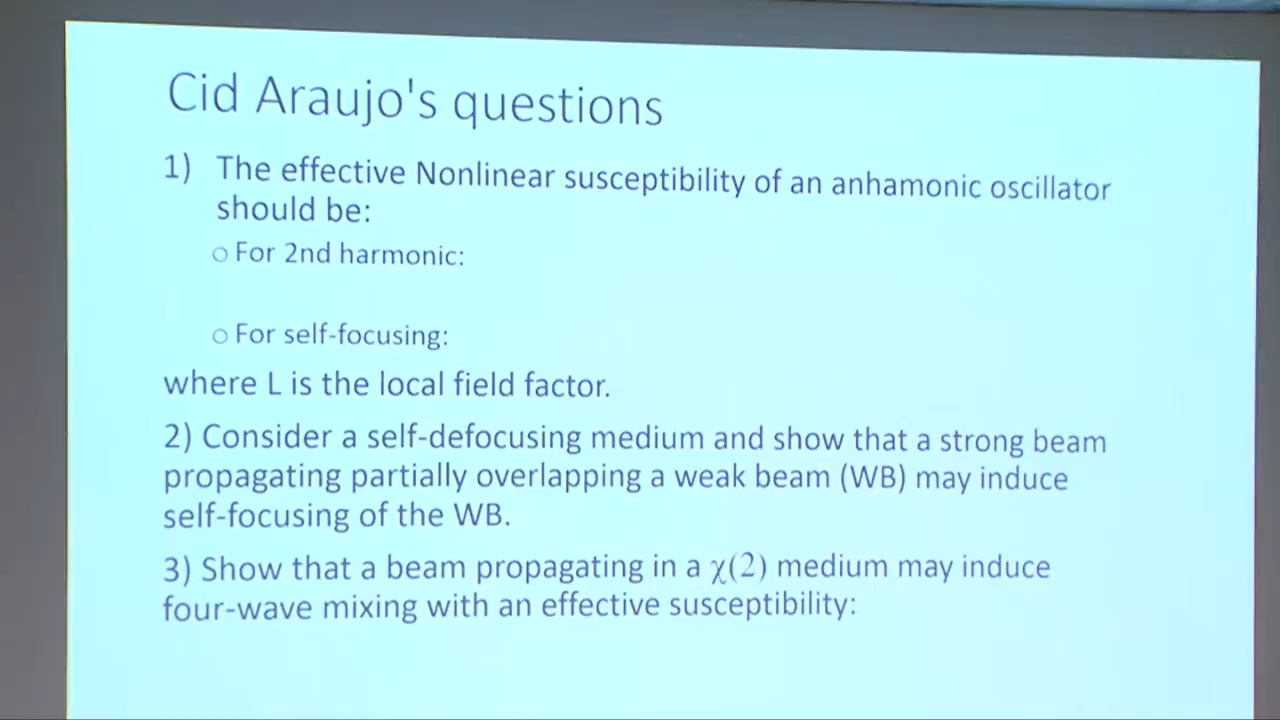 Cid Araujo's questions
1) The effective Nonlinear susceptibility of an anhamonic oscillator
should be:
○ For 2nd harmonic:
○ For self-focusing:
where L is the local field factor.
2) Consider a self-defocusing medium and show that a strong beam
propagating partially overlapping a weak beam (WB) may induce
self-focusing of the WB.
3) Show that a beam propagating in a χ(2) medium may induce
four-wave mixing with an effective susceptibility: